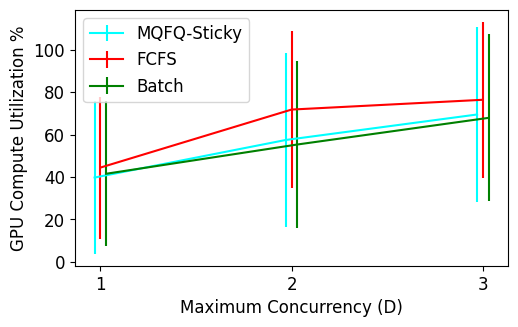 MQFQ-Sticky
FCFS
Batch
GPU Compute Utilization %
100
80
60
40
20
0
1
2
3
Maximum Concurrency (D)